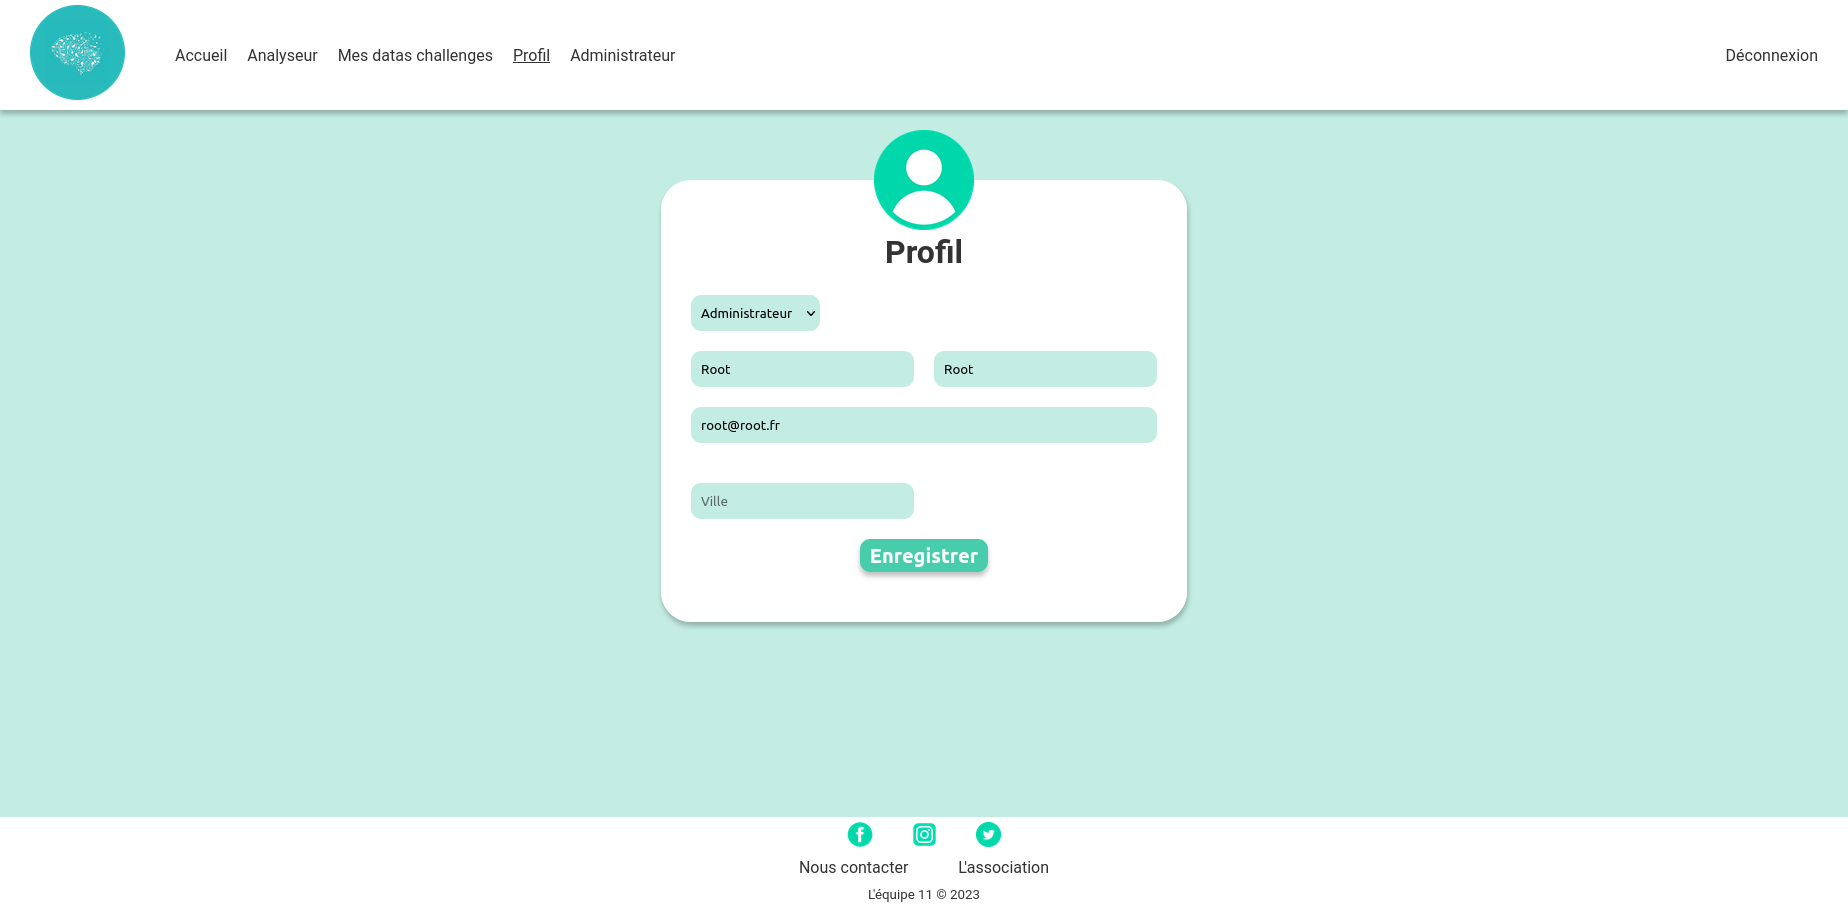 Accueil Analyseur Mes datas challenges Profil Administrateur Déconnexion
Profil
Administrateur
Root Root
root@root.fr
Ville
Enregistrer
Nous contacter L'association
L'équipe 11 © 2023